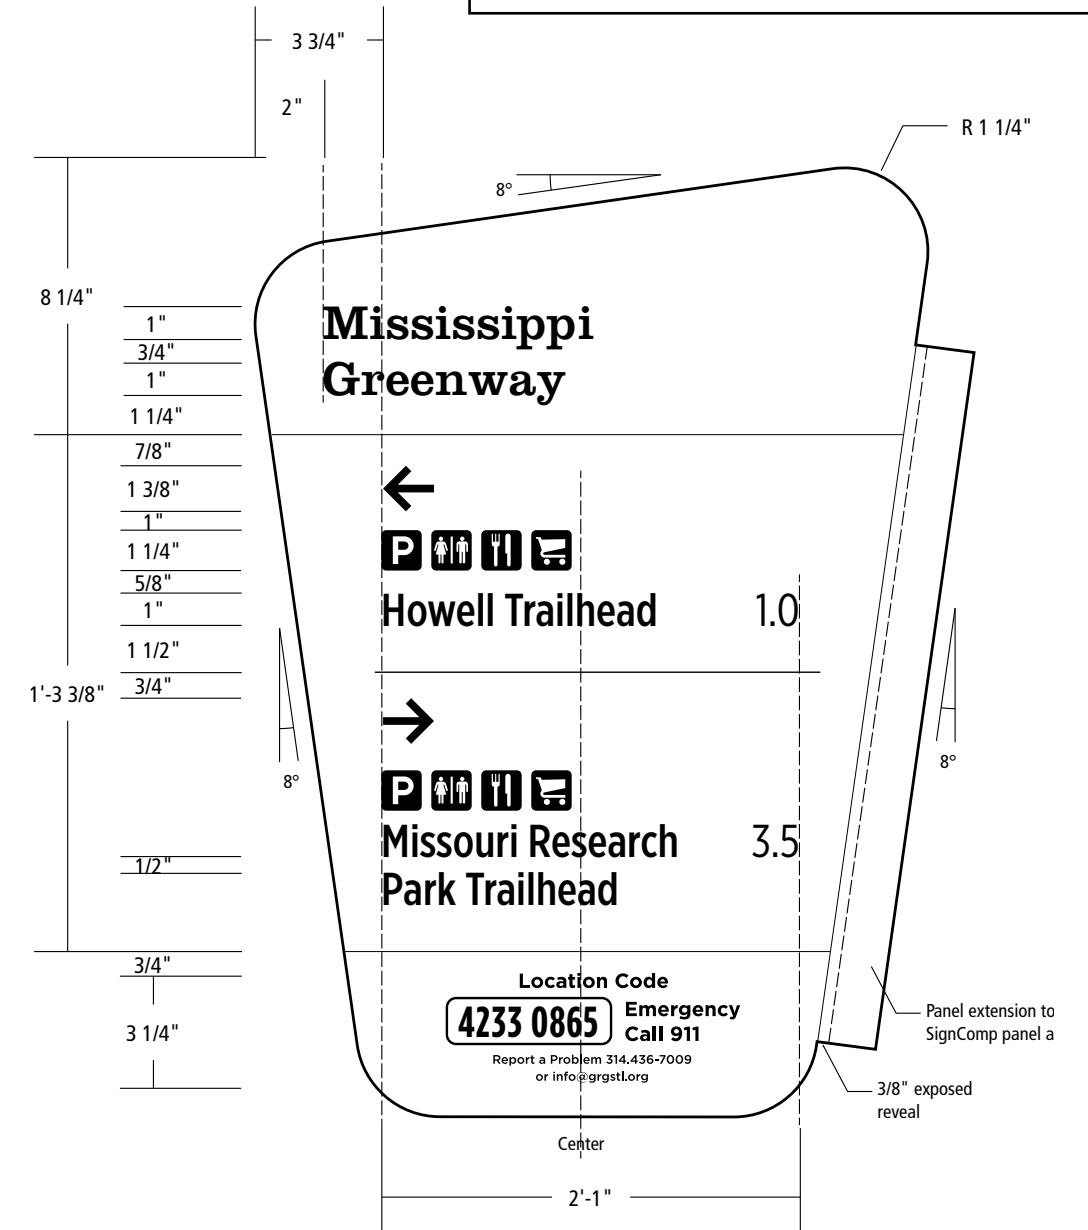 3 3/4"
2"
R 1 1/4"
8°
8 1/4"
1"
3/4"
1"
1 1/4"
Mississippi
Greenway
7/8"
1 3/8"
1"
1 1/4"
5/8"
1"
1 1/2"
3/4"
1'-3 3/8"
P
Howell Trailhead 1.0
8°
8°
P
Missouri Research 3.5
Park Trailhead
1/2"
3/4"
3 1/4"
Location Code
4233 0865
Emergency
Call 911
Report a Problem 314.436-7009
or info@grgstl.org
Panel extension to
SignComp panel a
3/8" exposed
reveal
Center
2'-1"